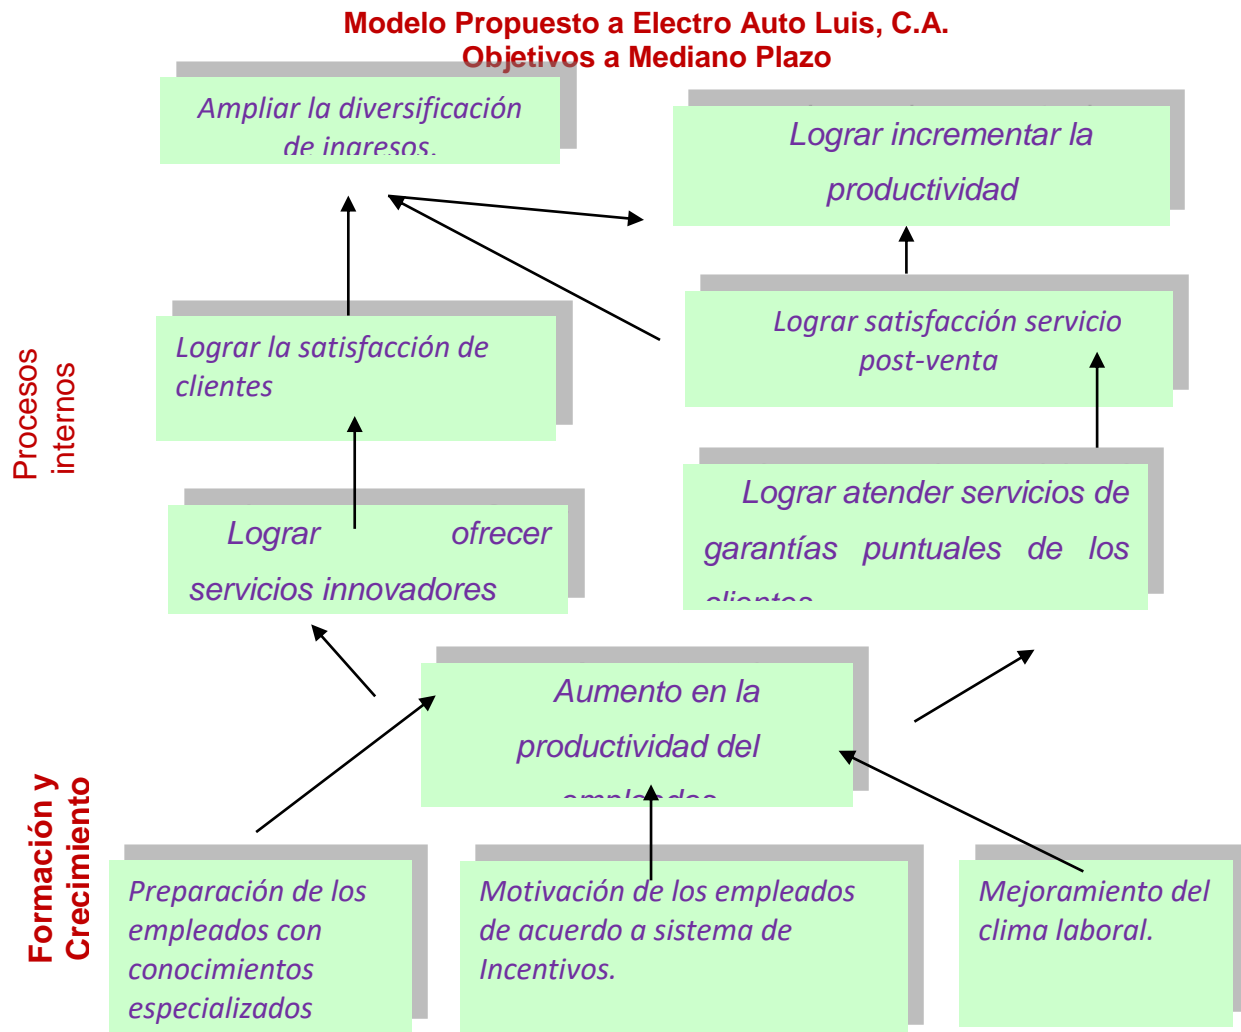 Modelo Propuesto a Electro Auto Luis, C.A.
Objetivos a Mediano Plazo
Ampliar la diversificación
de ingresos.
Lograr incrementar la
productividad
Procesos
internos
Lograr la satisfacción de
clientes
Lograr satisfacción servicio
post-venta
Lograr ofrecer
servicios innovadores
Lograr atender servicios de
garantías puntuales de los
clientes
Aumento en la
productividad del
empleados
Formación y
Crecimiento
Preparación de los
empleados con
conocimientos
especializados
Motivación de los empleados
de acuerdo a sistema de
Incentivos.
Mejoramiento del
clima laboral.